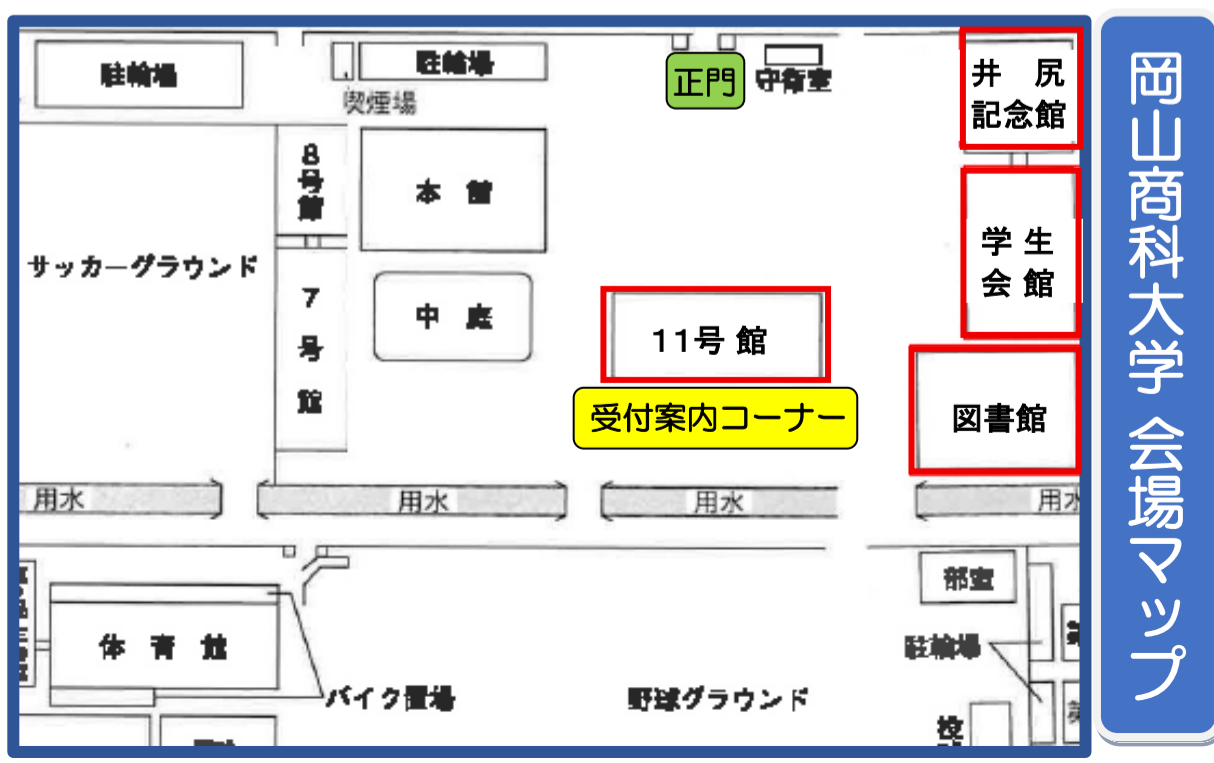 駐輪場
駐輪場
喫煙場
正門
守衛室
井 尻
記念館
8号館
本 館
学 生
会 館
サッカーグラウンド
7号館
中 庭
11号 館
受付案内コーナー
図書館
用水
用水
用水
用水
部室
体 育 館
駐輪場
バイク置場
野球グラウンド
岡山商科大学 会場マップ